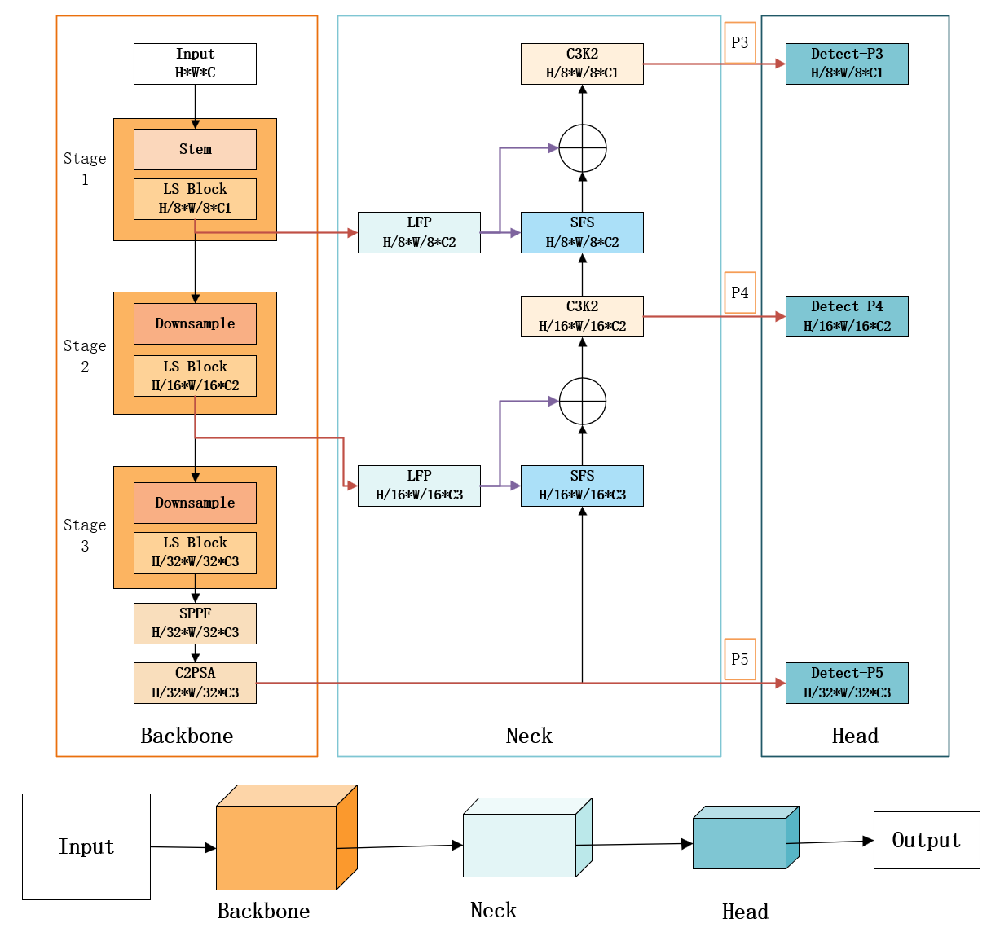 Input
H*W*C
Stage
1
Stem
LS Block
H/8*W/8*C1
Stage
2
Downsample
LS Block
H/16*W/16*C2
Stage
3
Downsample
LS Block
H/32*W/32*C3
SPPF
H/32*W/32*C3
C2PSA
H/32*W/32*C3
Backbone
C3K2
H/8*W/8*C1
LFP
H/8*W/8*C2
SFS
H/8*W/8*C2
C3K2
H/16*W/16*C2
LFP
H/16*W/16*C3
SFS
H/16*W/16*C3
Neck
P3
P4
P5
Detect-P3
H/8*W/8*C1
Detect-P4
H/16*W/16*C2
Detect-P5
H/32*W/32*C3
Head
Input
Backbone
Neck
Head
Output